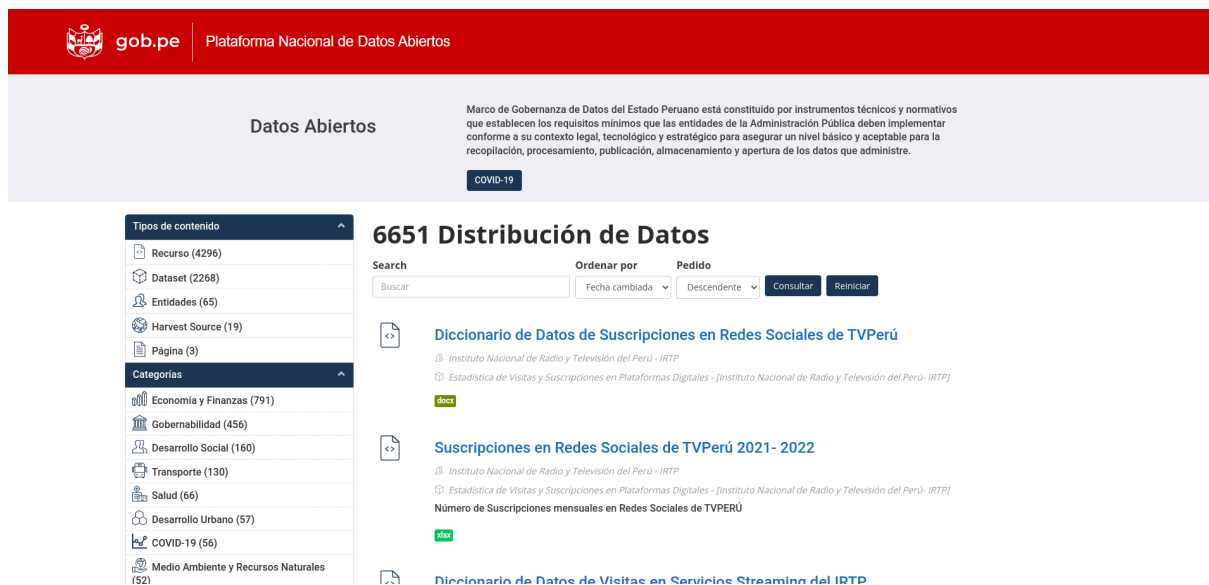 gob.pe
Plataforma Nacional de Datos Abiertos
Datos Abiertos
Marco de Gobernanza de Datos del Estado Peruano está constituido por instrumentos técnicos y normativos
que establecen los requisitos mínimos que las entidades de la Administración Pública deben implementar
conforme a su contexto legal, tecnológico y estratégico para asegurar un nivel básico y aceptable para la
recopilación, procesamiento, publicación, almacenamiento y apertura de los datos que administre.
COVID-19
Tipos de contenido
Recurso (4296)
Dataset (2268)
Entidades (65)
Harvest Source (19)
Página (3)
Categorías
Economía y Finanzas (791)
Gobernabilidad (456)
Desarrollo Social (160)
Transporte (130)
Salud (66)
Desarrollo Urbano (57)
COVID-19 (56)
Medio Ambiente y Recursos Naturales
(52)
6651 Distribución de Datos
Search
Ordenar por
Pedido
Buscar
Fecha cambiada
Descendente
Consultar
Reiniciar
Diccionario de Datos de Suscripciones en Redes Sociales de TVPerú
Instituto Nacional de Radio y Televisión del Perú - IRTP
Estadística de Visitas y Suscripciones en Plataformas Digitales - [Instituto Nacional de Radio y Televisión del Perú- IRTP]
docx
Suscripciones en Redes Sociales de TVPerú 2021- 2022
Instituto Nacional de Radio y Televisión del Perú - IRTP
Estadística de Visitas y Suscripciones en Plataformas Digitales - [Instituto Nacional de Radio y Televisión del Perú- IRTP]
Número de Suscripciones mensuales en Redes Sociales de TVPERÚ
xlsx
Diccionario de Datos de Visitas en Servicios Streaming del IRTP